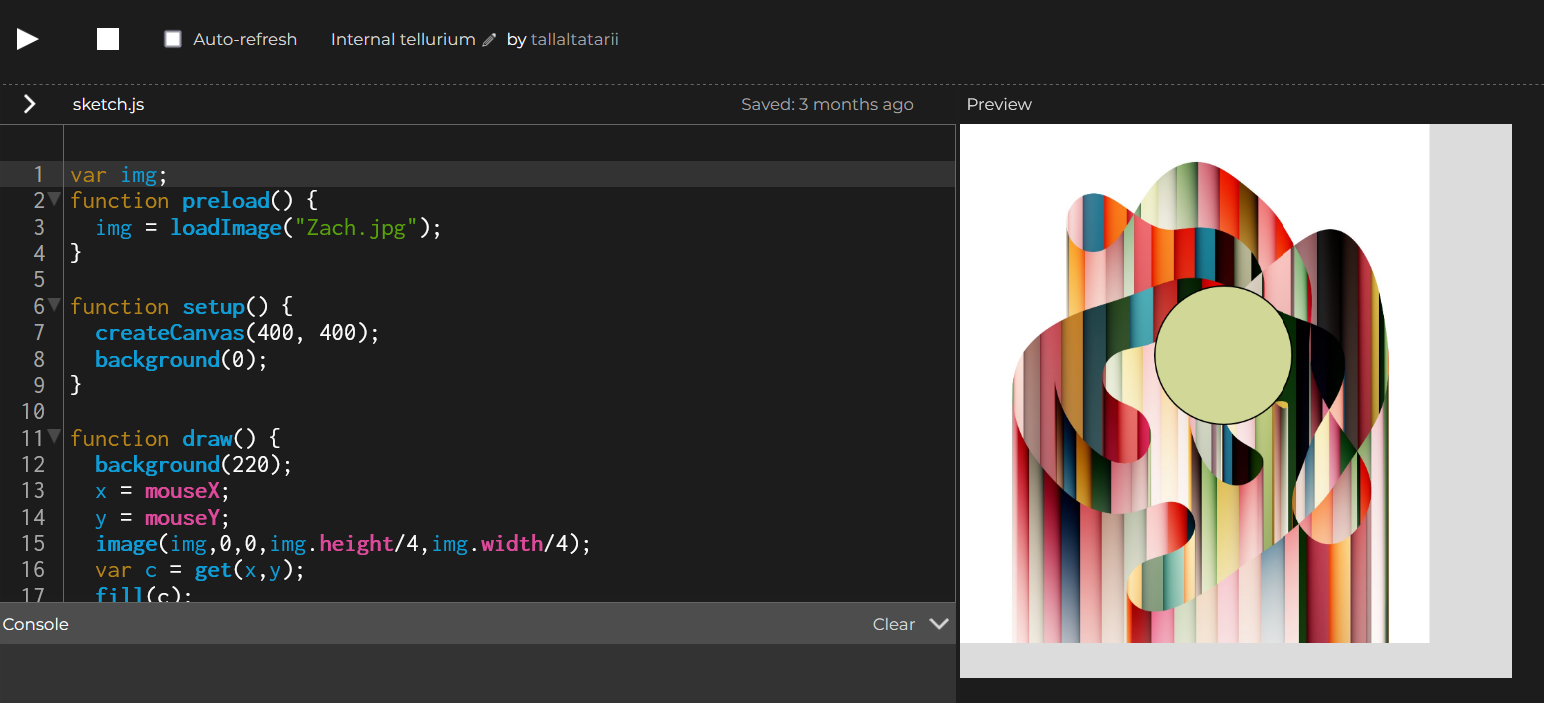 Auto-refresh Internal tellurium by tallaltatarii
sketch.js Saved: 3 months ago Preview
1 var img;
2 function preload() {
3 img = loadImage("Zach.jpg");
4 }
5
6 function setup() {
7 createCanvas(400, 400);
8 background(0);
9 }
10
11 function draw() {
12 background(220);
13 x = mouseX;
14 y = mouseY;
15 image(img,0,0,img.height/4,img.width/4);
16 var c = get(x,y);
17 fill(c);
Console Clear